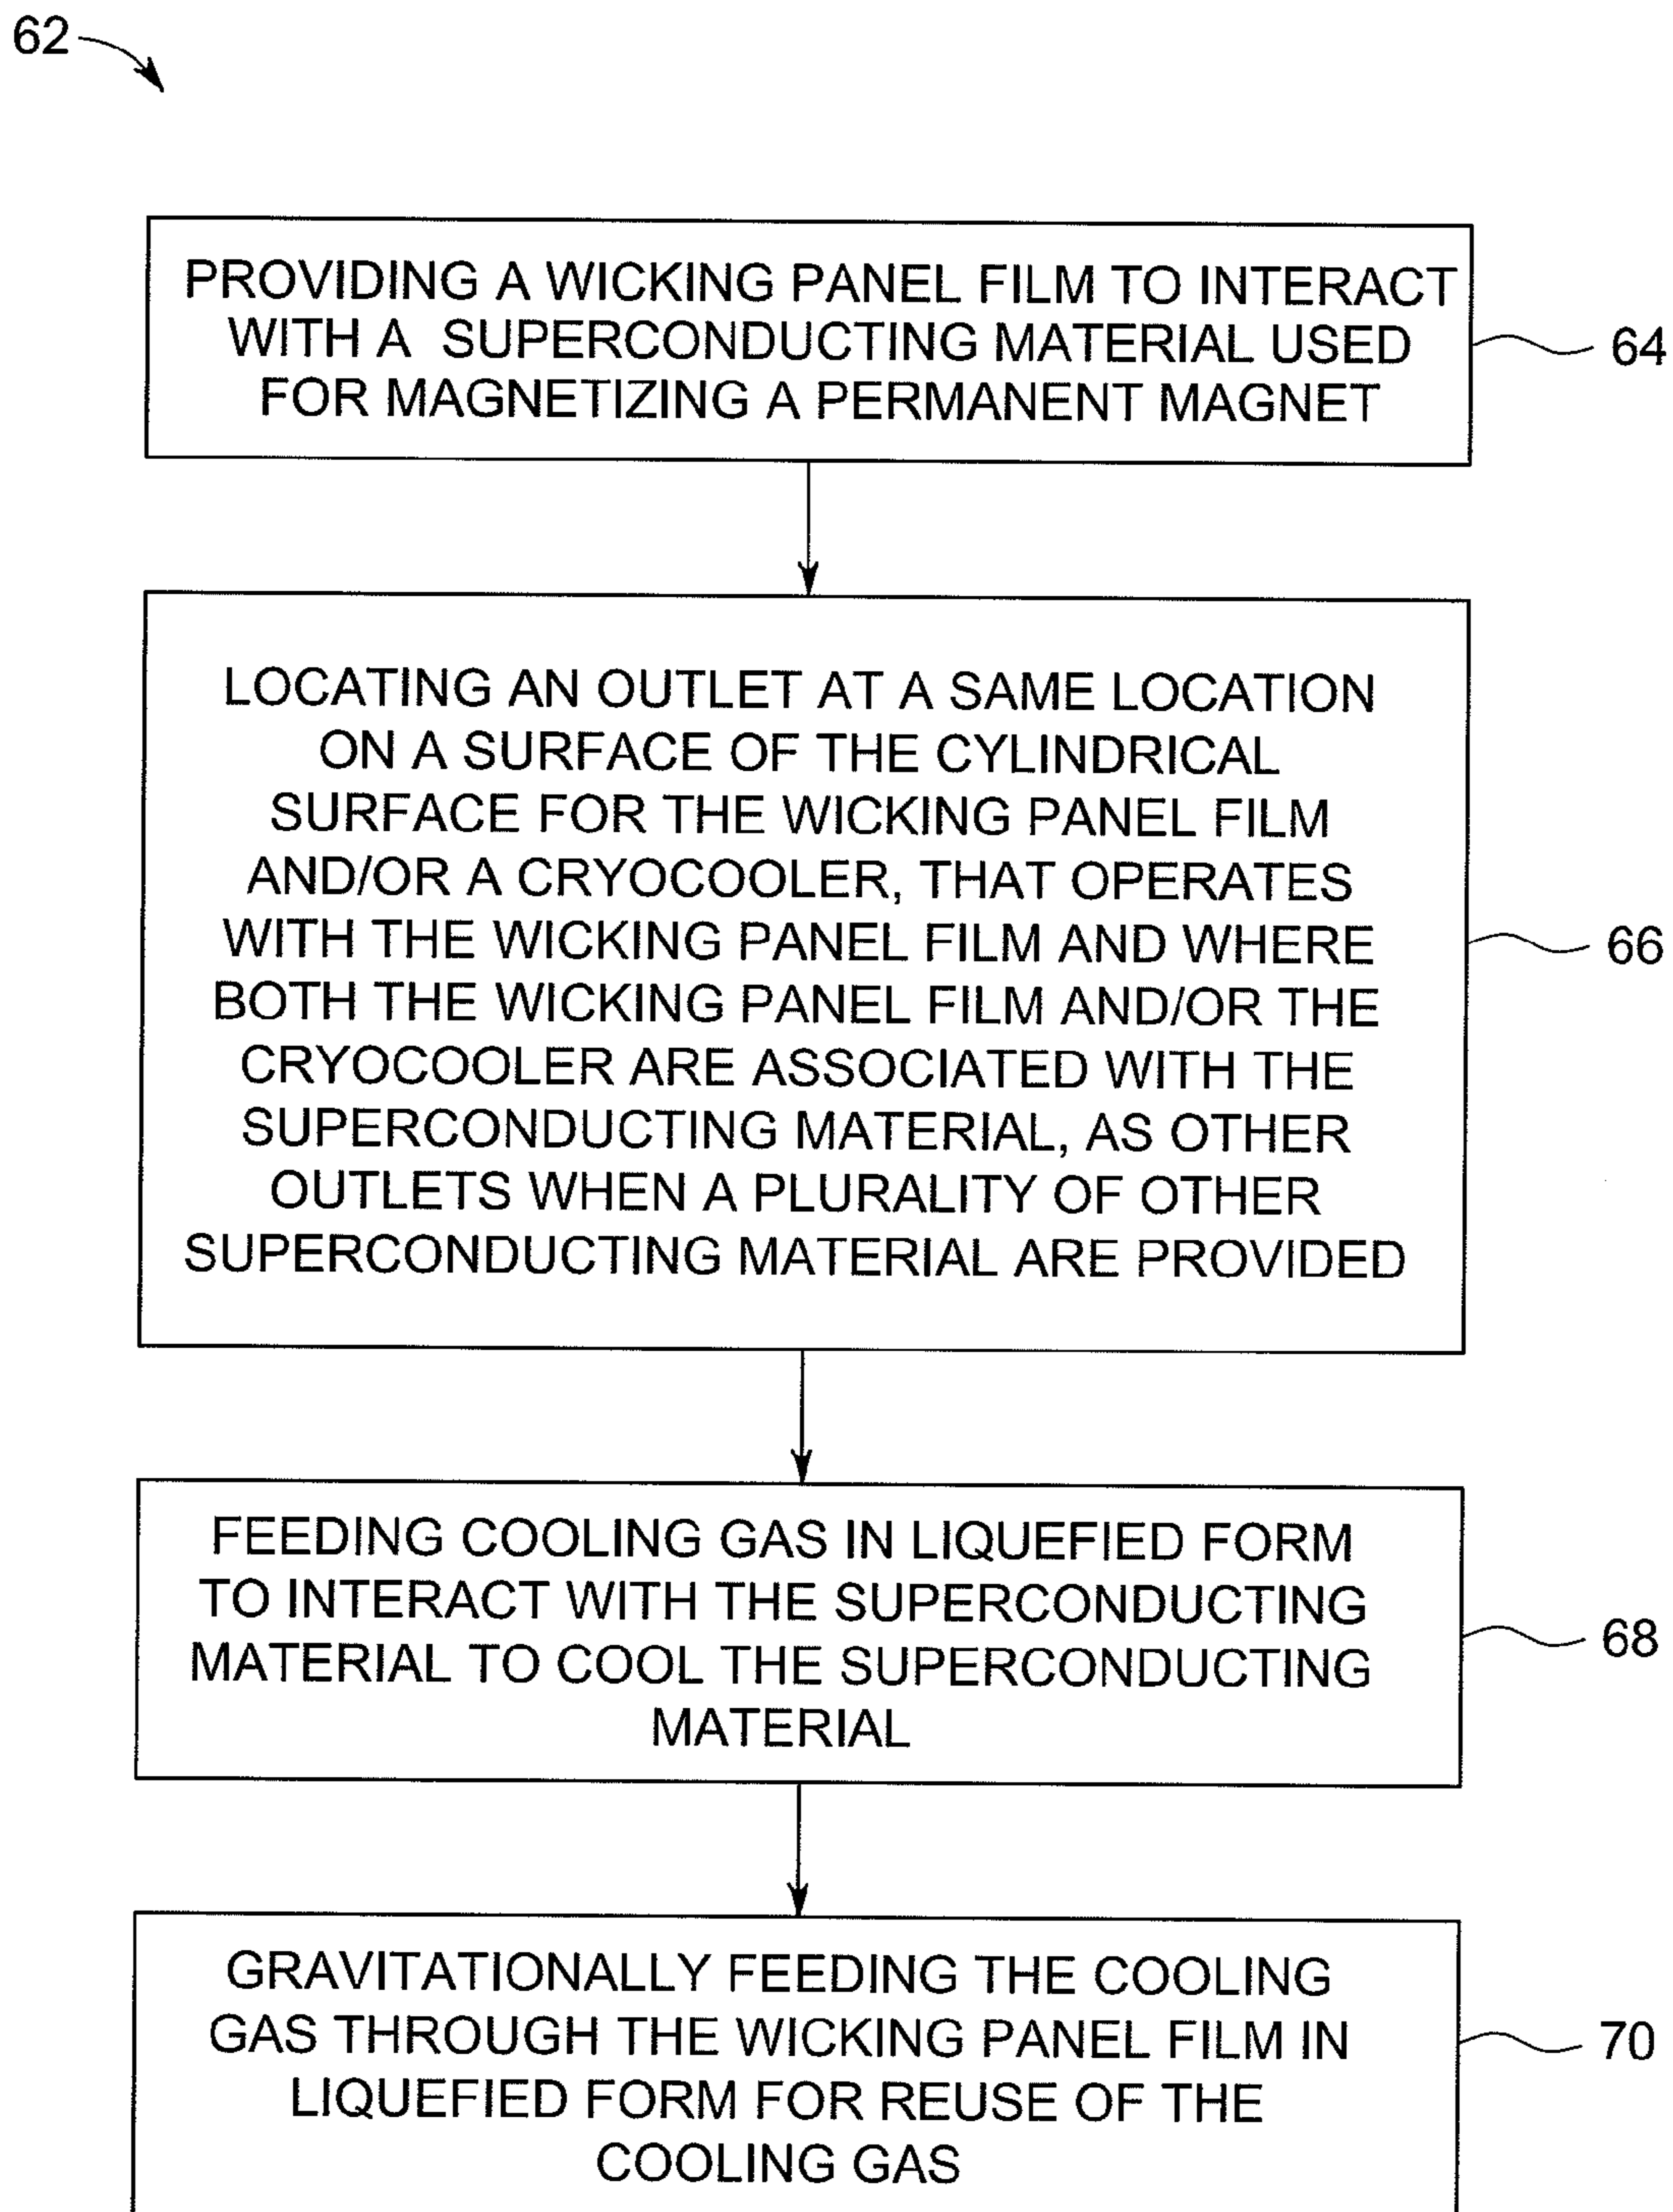 62
PROVIDING A WICKING PANEL FILM TO INTERACT
WITH A SUPERCONDUCTING MATERIAL USED
FOR MAGNETIZING A PERMANENT MAGNET
64
LOCATING AN OUTLET AT A SAME LOCATION
ON A SURFACE OF THE CYLINDRICAL
SURFACE FOR THE WICKING PANEL FILM
AND/OR A CRYOCOOLER, THAT OPERATES
WITH THE WICKING PANEL FILM AND WHERE
BOTH THE WICKING PANEL FILM AND/OR THE
CRYOCOOLER ARE ASSOCIATED WITH THE
SUPERCONDUCTING MATERIAL, AS OTHER
OUTLETS WHEN A PLURALITY OF OTHER
SUPERCONDUCTING MATERIAL ARE PROVIDED
66
FEEDING COOLING GAS IN LIQUEFIED FORM
TO INTERACT WITH THE SUPERCONDUCTING
MATERIAL TO COOL THE SUPERCONDUCTING
MATERIAL
68
GRAVITATIONALLY FEEDING THE COOLING
GAS THROUGH THE WICKING PANEL FILM IN
LIQUEFIED FORM FOR REUSE OF THE
COOLING GAS
70